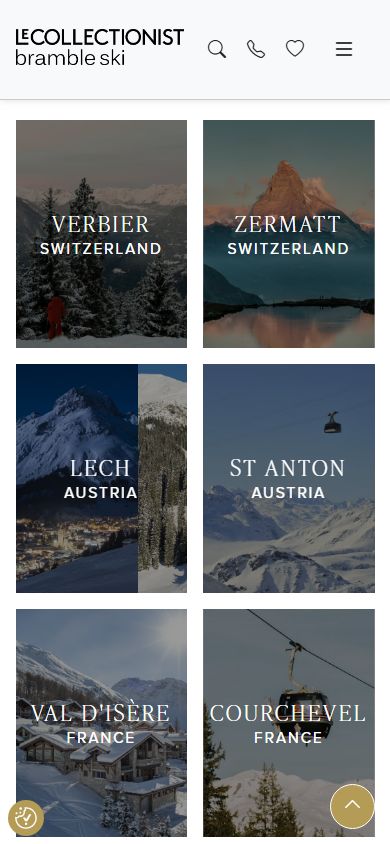 LECOLLECTIONIST
bramble ski
VERBIER
SWITZERLAND
ZERMATT
SWITZERLAND
LECH
AUSTRIA
ST ANTON
AUSTRIA
VAL D'ISÈRE
FRANCE
COURCHEVEL
FRANCE